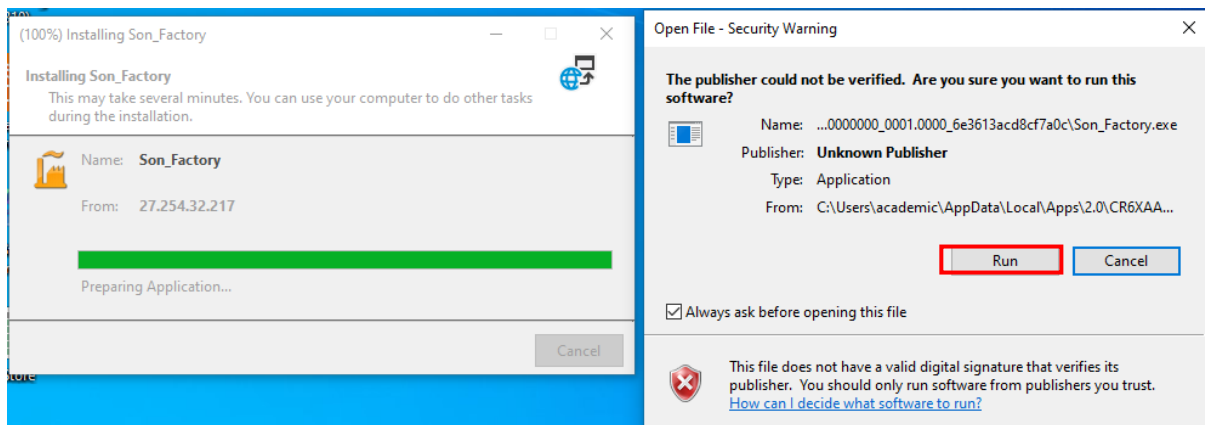 (100%) Installing Son_Factory
Installing Son_Factory
This may take several minutes. You can use your computer to do other tasks
during the installation.
Name: Son_Factory
From: 27.254.32.217
Preparing Application...
Cancel
Open File - Security Warning
The publisher could not be verified. Are you sure you want to run this
software?
Name: ...0000000_0001.0000_6e3613acd8cf7a0c\Son_Factory.exe
Publisher: Unknown Publisher
Type: Application
From: C:\Users\academic\AppData\Local\Apps\2.0\CR6XAA...
Run Cancel
Always ask before opening this file
This file does not have a valid digital signature that verifies its
publisher. You should only run software from publishers you trust.
How can I decide what software to run?